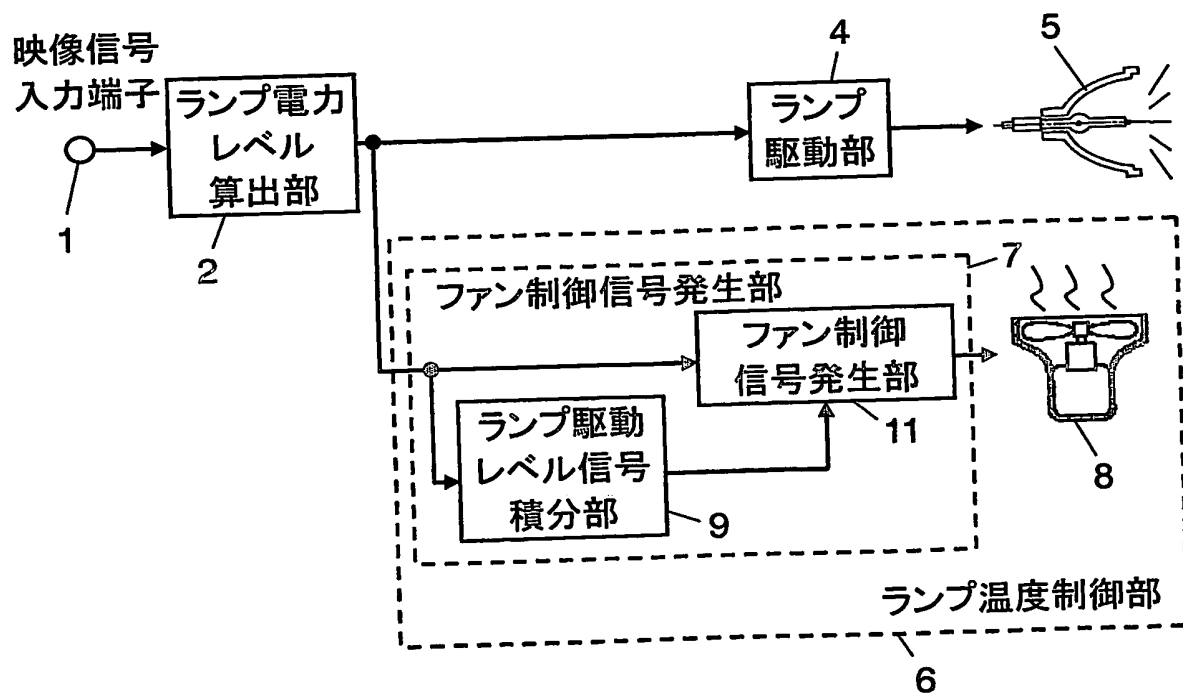 映像信号
入力端子
1
ランプ電力
レベル
算出部
2
4
ランプ
駆動部
5
7
ファン制御信号発生部
ファン制御
信号発生部
11
8
ランプ駆動
レベル信号
積分部
9
ランプ温度制御部
6